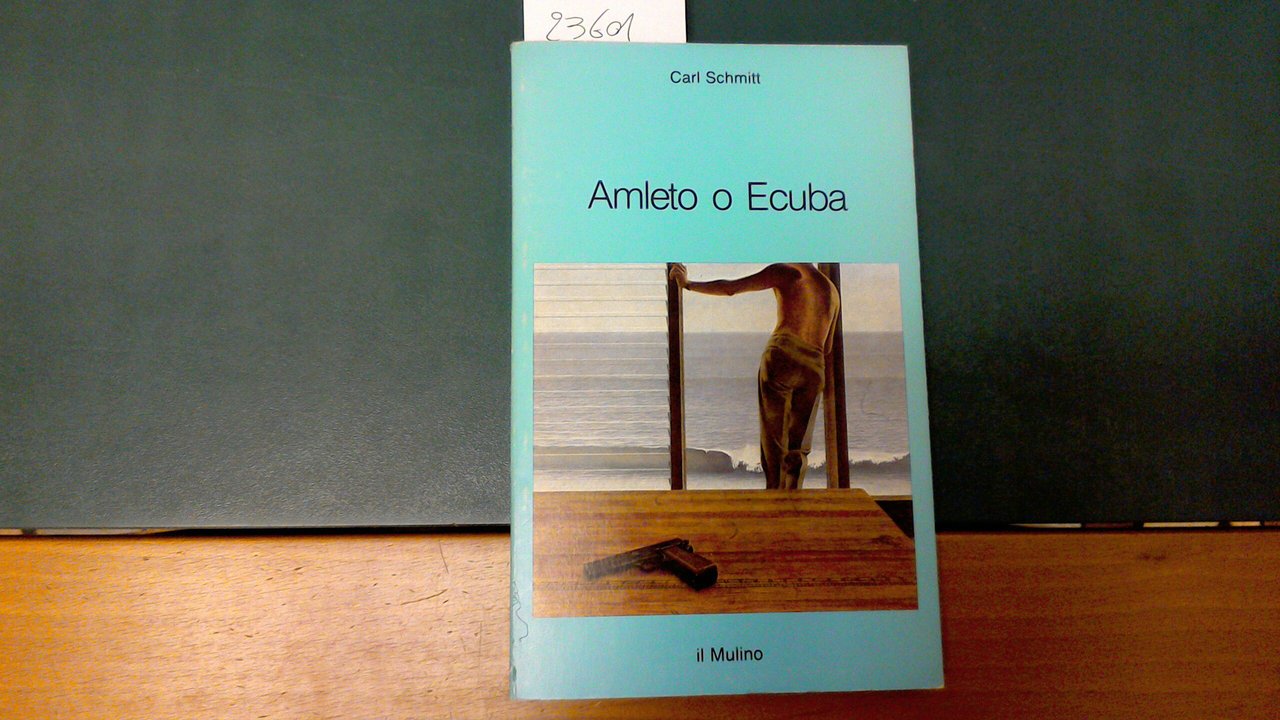 23601
Carl Schmitt
Amleto o Ecuba
il Mulino